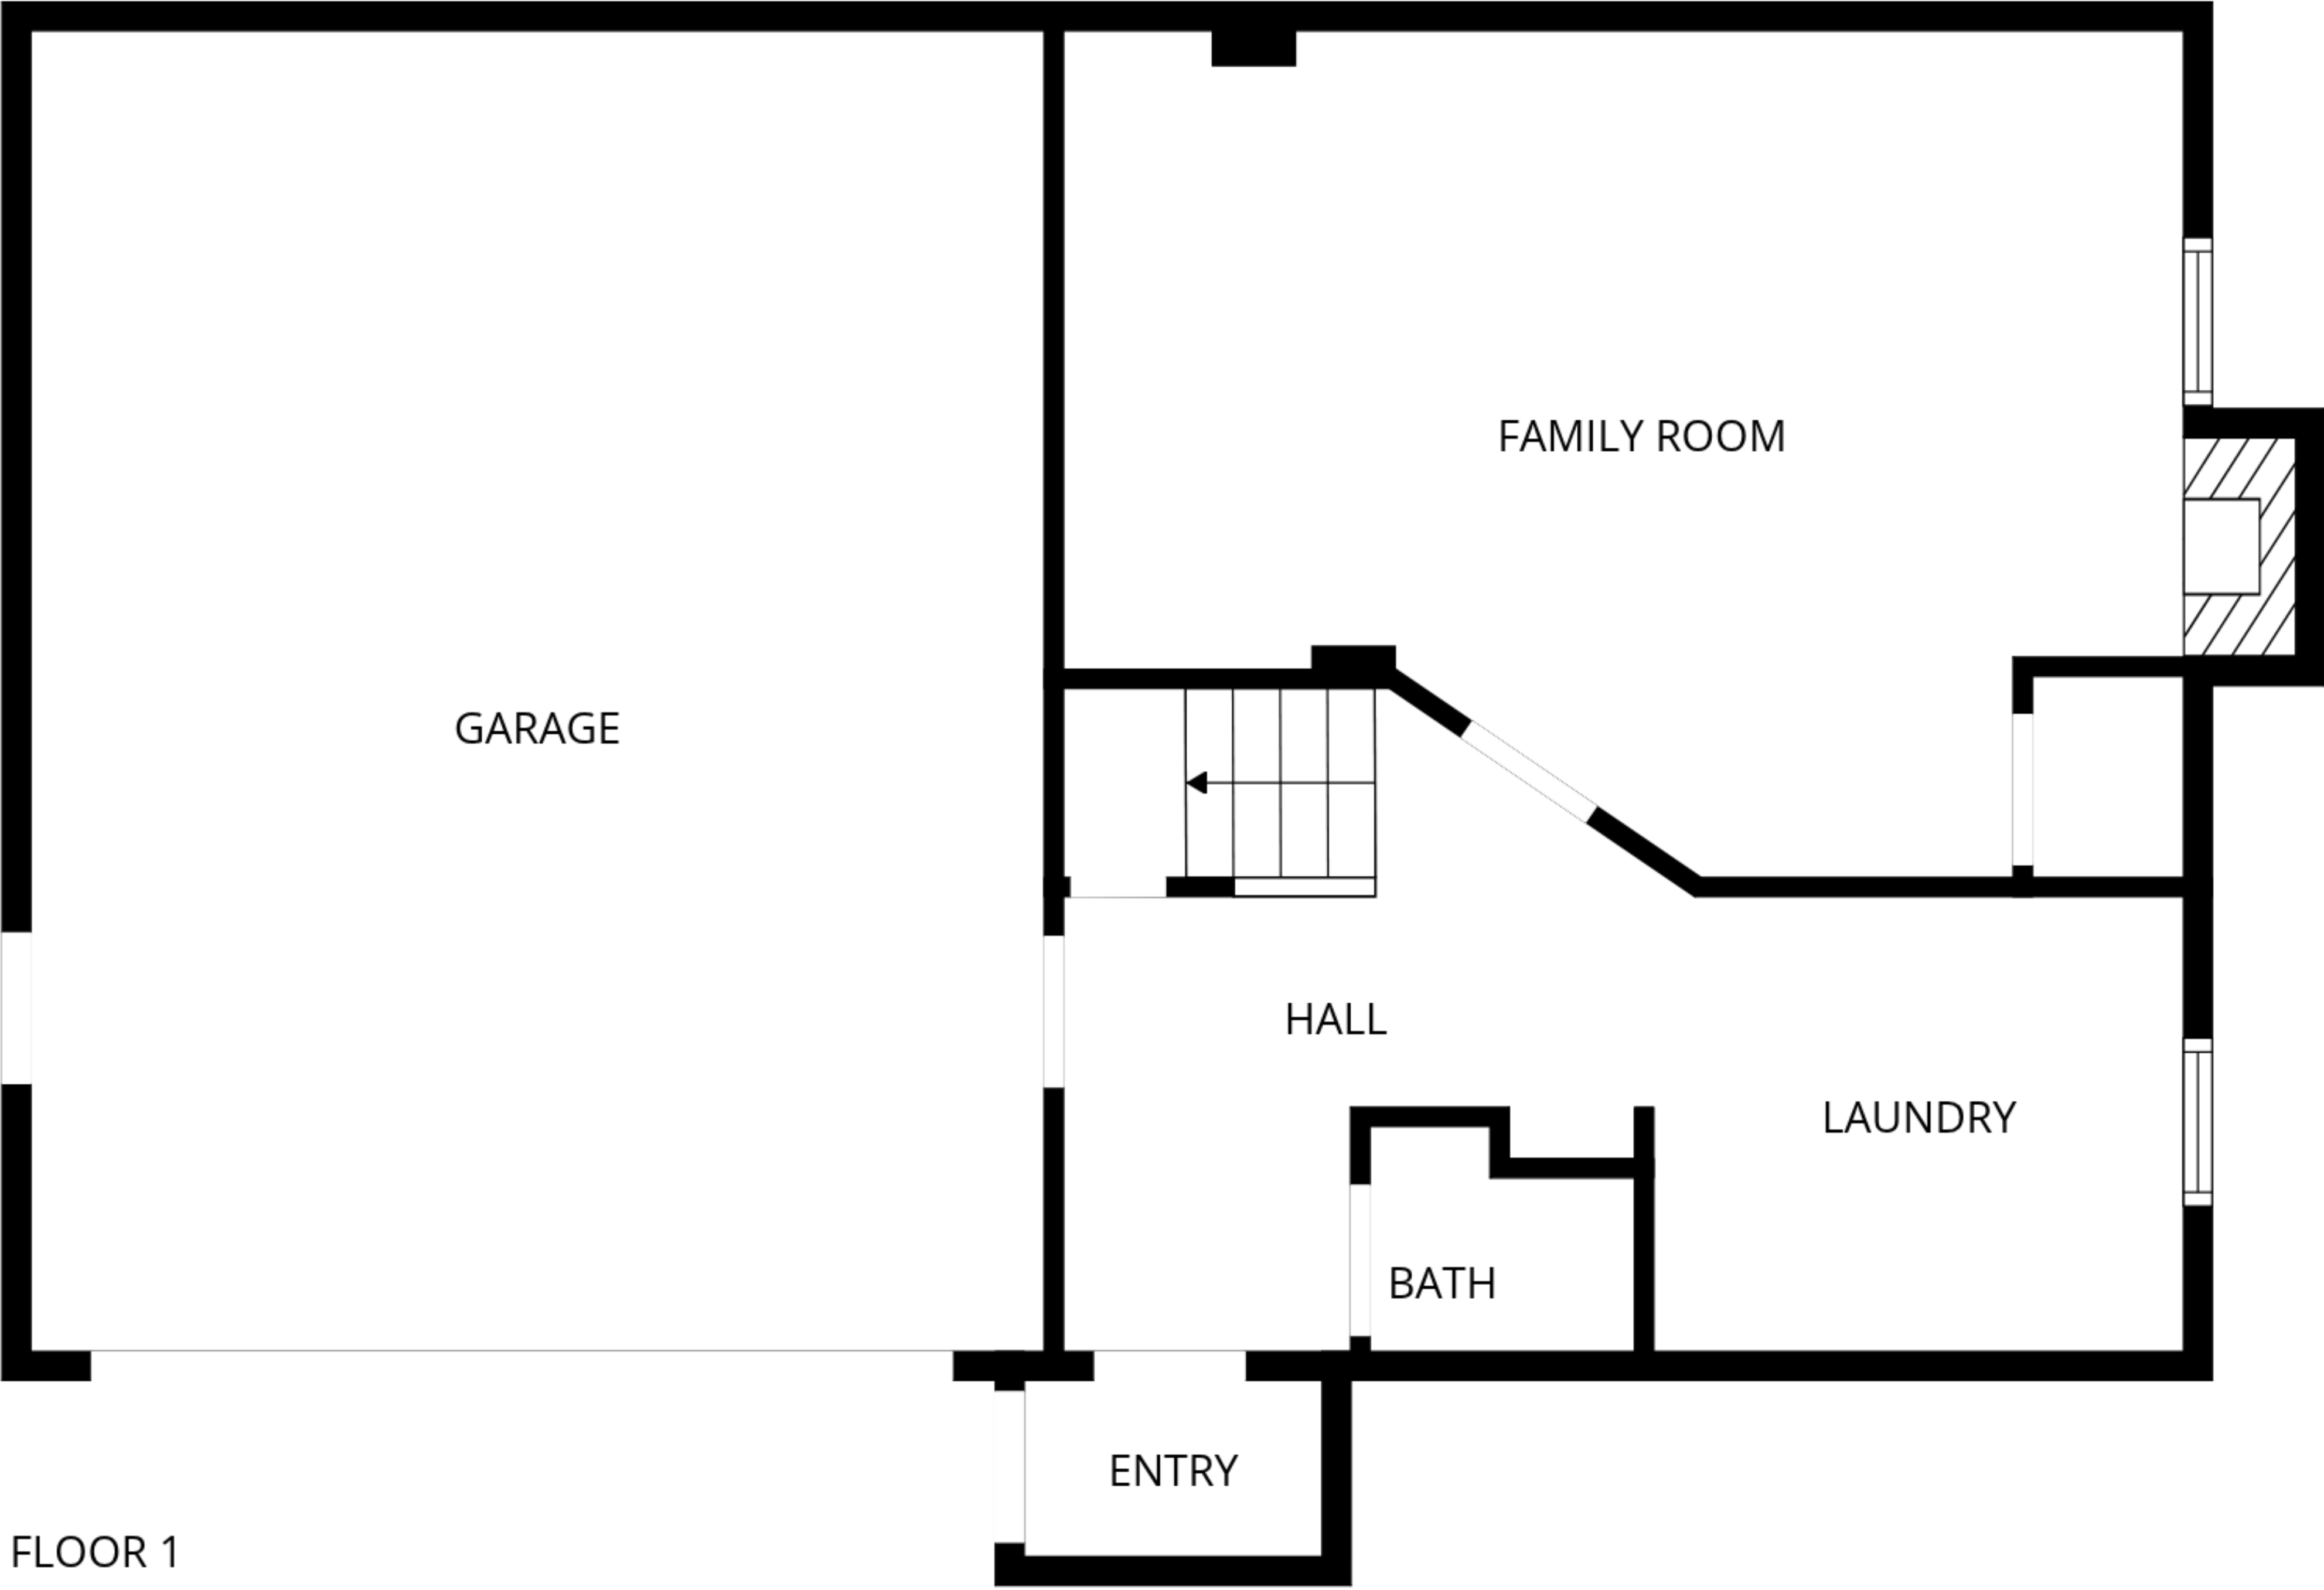 FAMILY ROOM
GARAGE
HALL
LAUNDRY
BATH
ENTRY
FLOOR 1